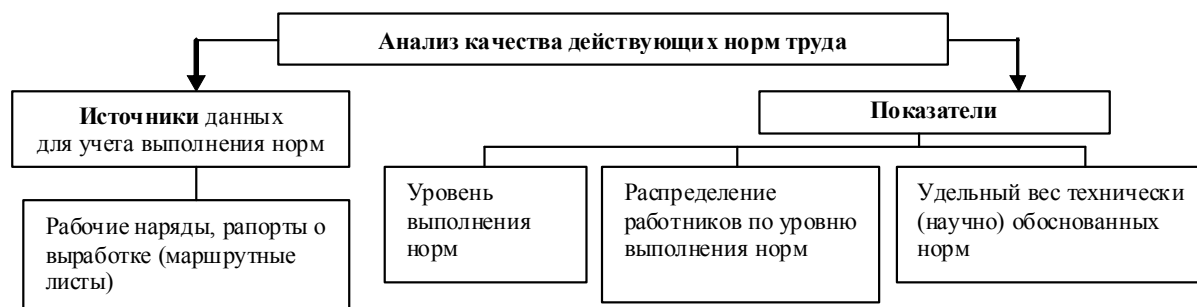 Анализ качества действующих норм труда
Источники данных
для учета выполнения норм
Рабочие наряды, рапорты о
выработке (маршрутные
листы)
Показатели
Уровень
выполнения
норм
Распределение
работников по уровню
выполнения норм
Удельный вес технически
(научно) обоснованных
норм